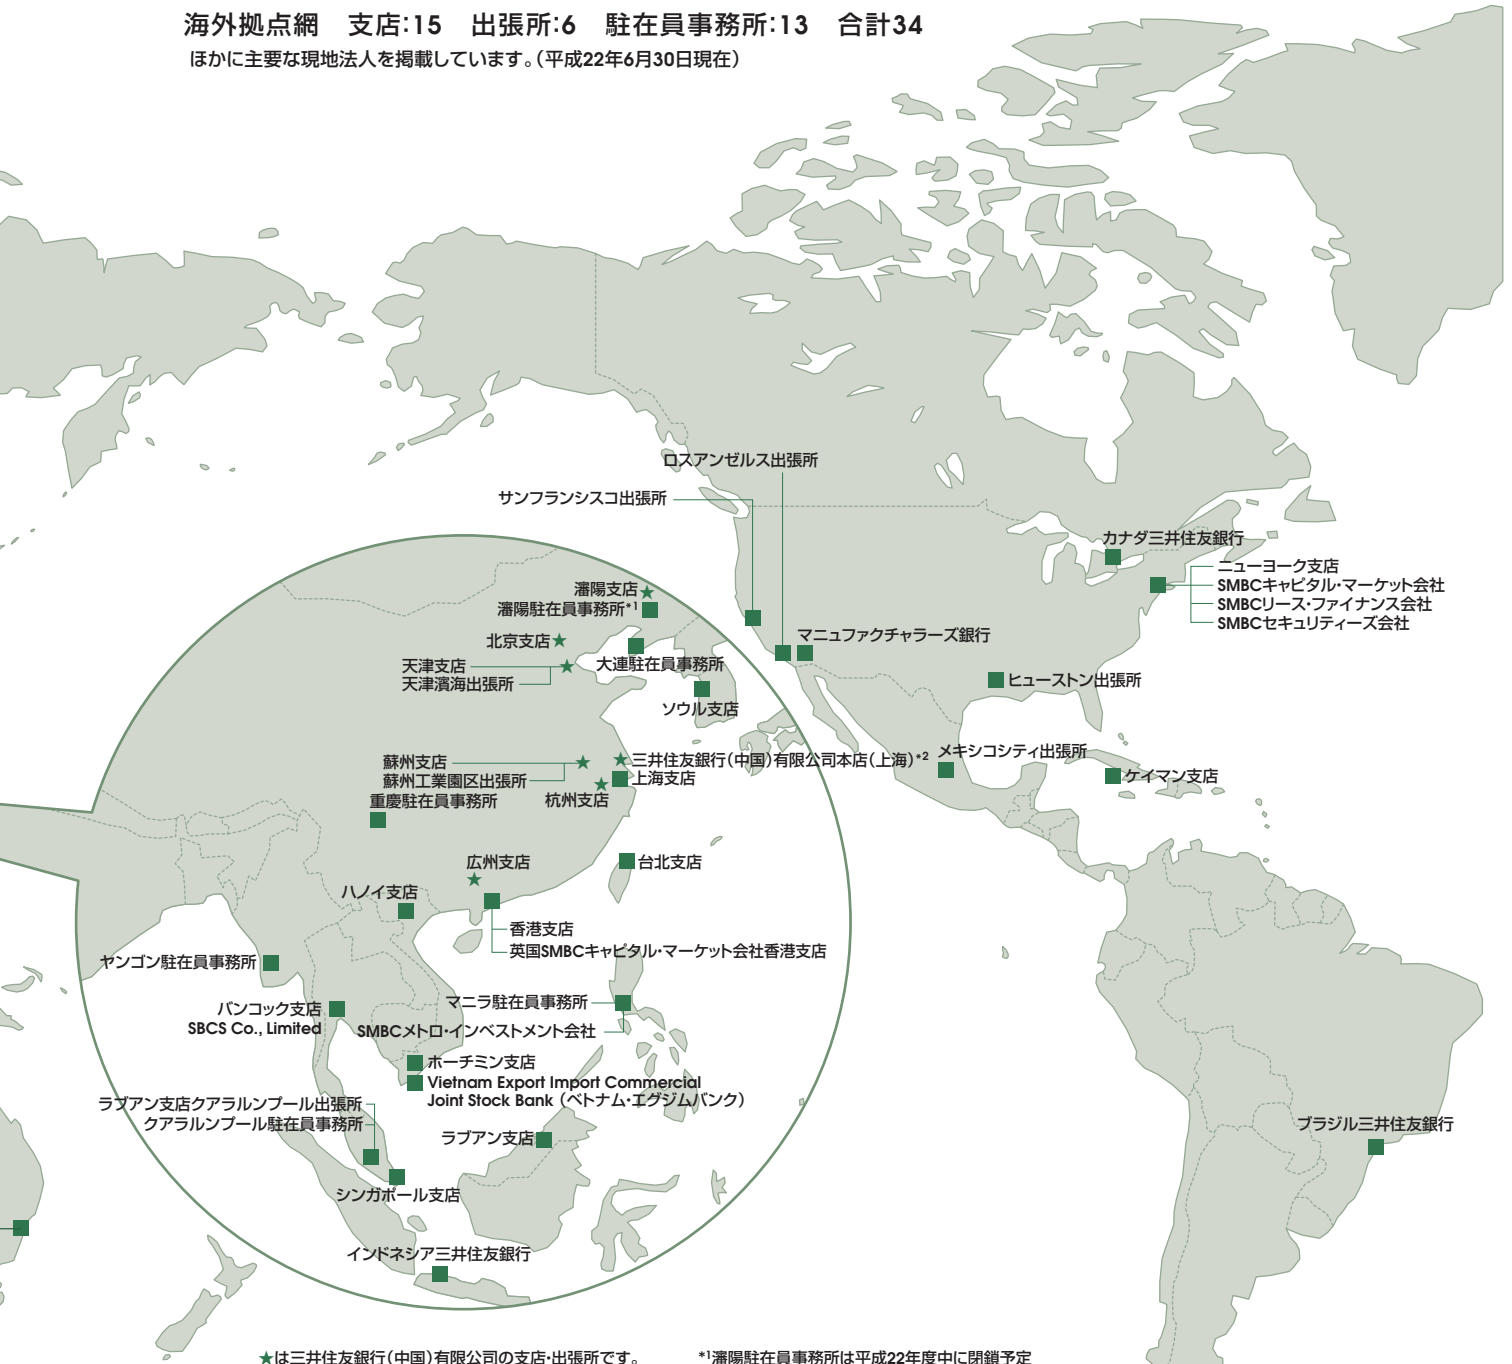 海外拠点網　支店:15　出張所:6　駐在員事務所:13　合計34
ほかに主要な現地法人を掲載しています。（平成22年6月30日現在）
ロスアンゼルス出張所
サンフランシスコ出張所
カナダ三井住友銀行
ニューヨーク支店
SMBCキャピタル・マーケット会社
SMBCリース・ファイナンス会社
SMBCセキュリティーズ会社
マニュファクチャラーズ銀行
ヒューストン出張所
メキシコシティ出張所
ケイマン支店
ブラジル三井住友銀行
瀋陽支店★
瀋陽駐在員事務所*1
北京支店★
大連駐在員事務所
天津支店
天津濱海出張所
ソウル支店
蘇州支店
蘇州工業園区出張所
★三井住友銀行（中国）有限公司本店（上海）*2
上海支店
杭州支店
重慶駐在員事務所
台北支店
広州支店
ハノイ支店
香港支店
英国SMBCキャピタル・マーケット会社香港支店
ヤンゴン駐在員事務所
バンコック支店
SBCS Co., Limited
マニラ駐在員事務所
SMBCメトロ・インベストメント会社
ホーチミン支店
Vietnam Export Import Commercial
Joint Stock Bank（ベトナム・エグジムバンク）
ラブアン支店クアラルンプール出張所
クアラルンプール駐在員事務所
ラブアン支店
シンガポール支店
インドネシア三井住友銀行
★は三井住友銀行（中国）有限公司の支店・出張所です。
*1瀋陽駐在員事務所は平成22年度中に閉鎖予定